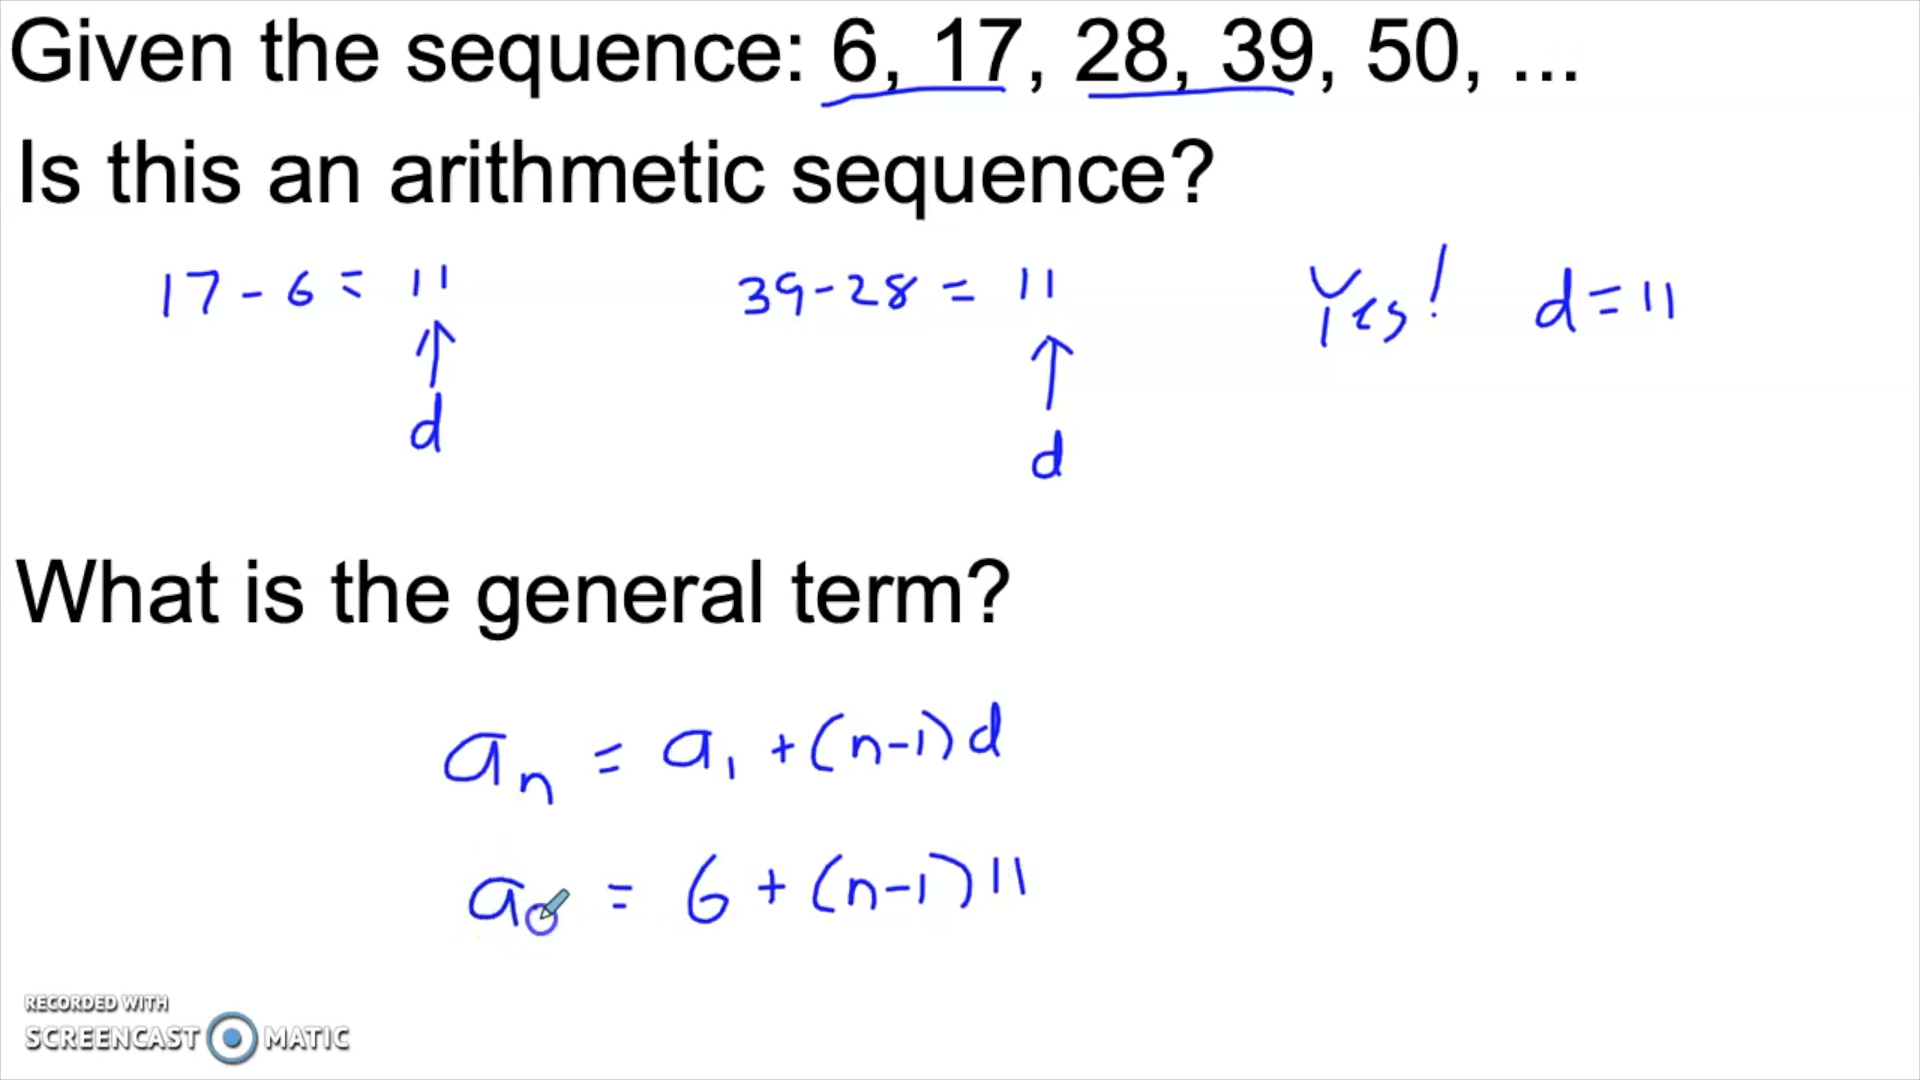 Given the sequence: 6, 17, 28, 39, 50, ...
Is this an arithmetic sequence?
17 - 6 = 11 39 - 28 = 11 Yes! d = 11
d d
What is the general term?
an = a1 + (n-1)d
a = 6 + (n-1)11
RECORDED WITH
SCREENCAST MATIC